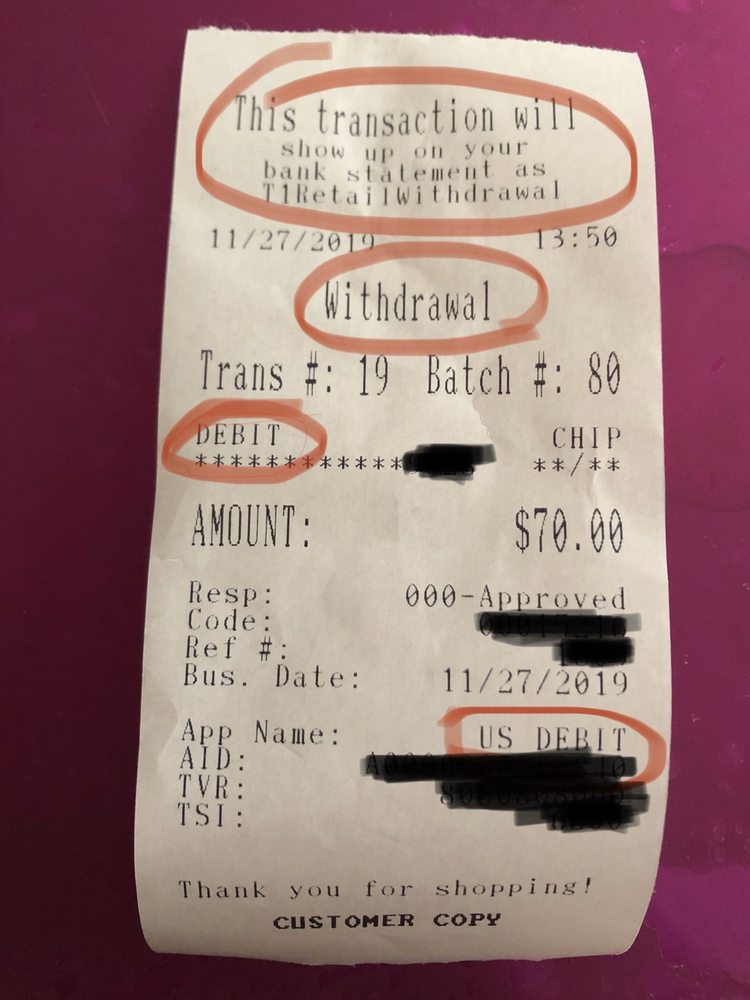 This transaction will
show up on your
bank statement as
T1RetailWithdrawal
11/27/2019 13:50
Withdrawal
Trans #: 19 Batch #: 80
DEBIT CHIP
************ **/**
AMOUNT: $70.00
Resp: 000-Approved
Code:
Ref #:
Bus. Date: 11/27/2019
App Name: US DEBIT
AID:
TVR:
TSI:
Thank you for shopping!
CUSTOMER COPY